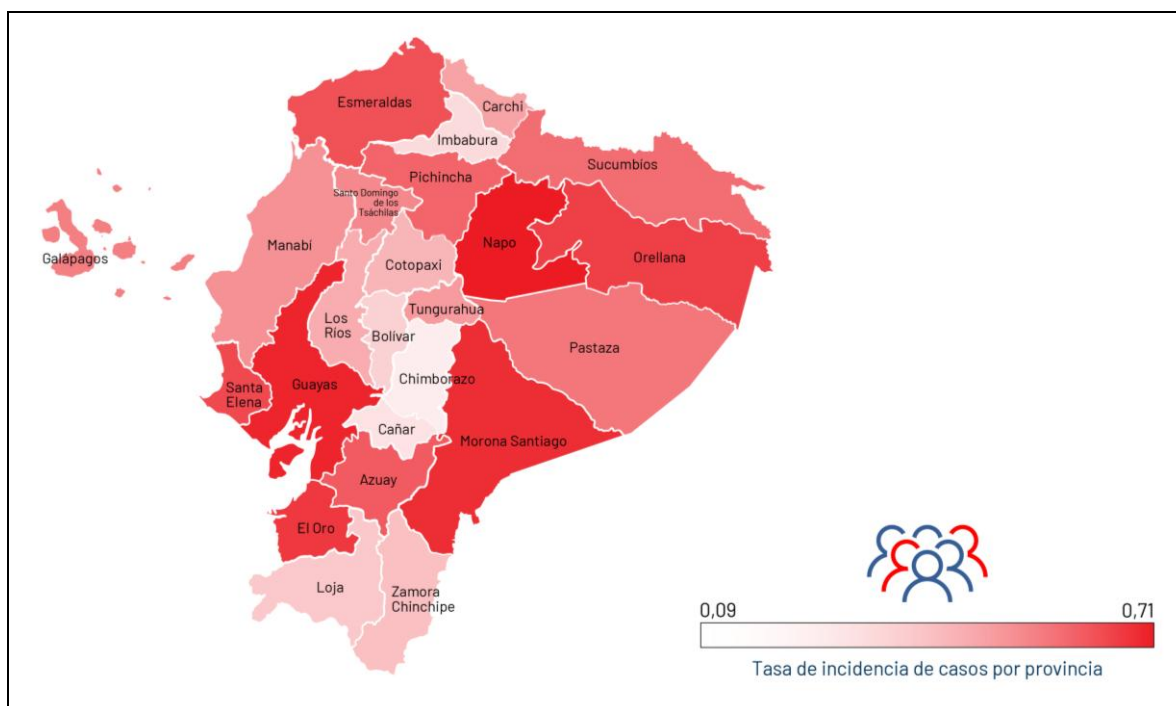 Esmeraldas
Carchi
Imbabura
Sucumbios
Pichincha
Santo Domingo
de los
Tsáchilas
Napo
Orellana
Manabí
Galápagos
Cotopaxi
Tungurahua
Los
Ríos
Bolívar
Pastaza
Chimborazo
Santa
Elena
Guayas
Cañar
Morona Santiago
Azuay
El Oro
Loja
Zamora
Chinchipe
0,09
0,71
Tasa de incidencia de casos por provincia